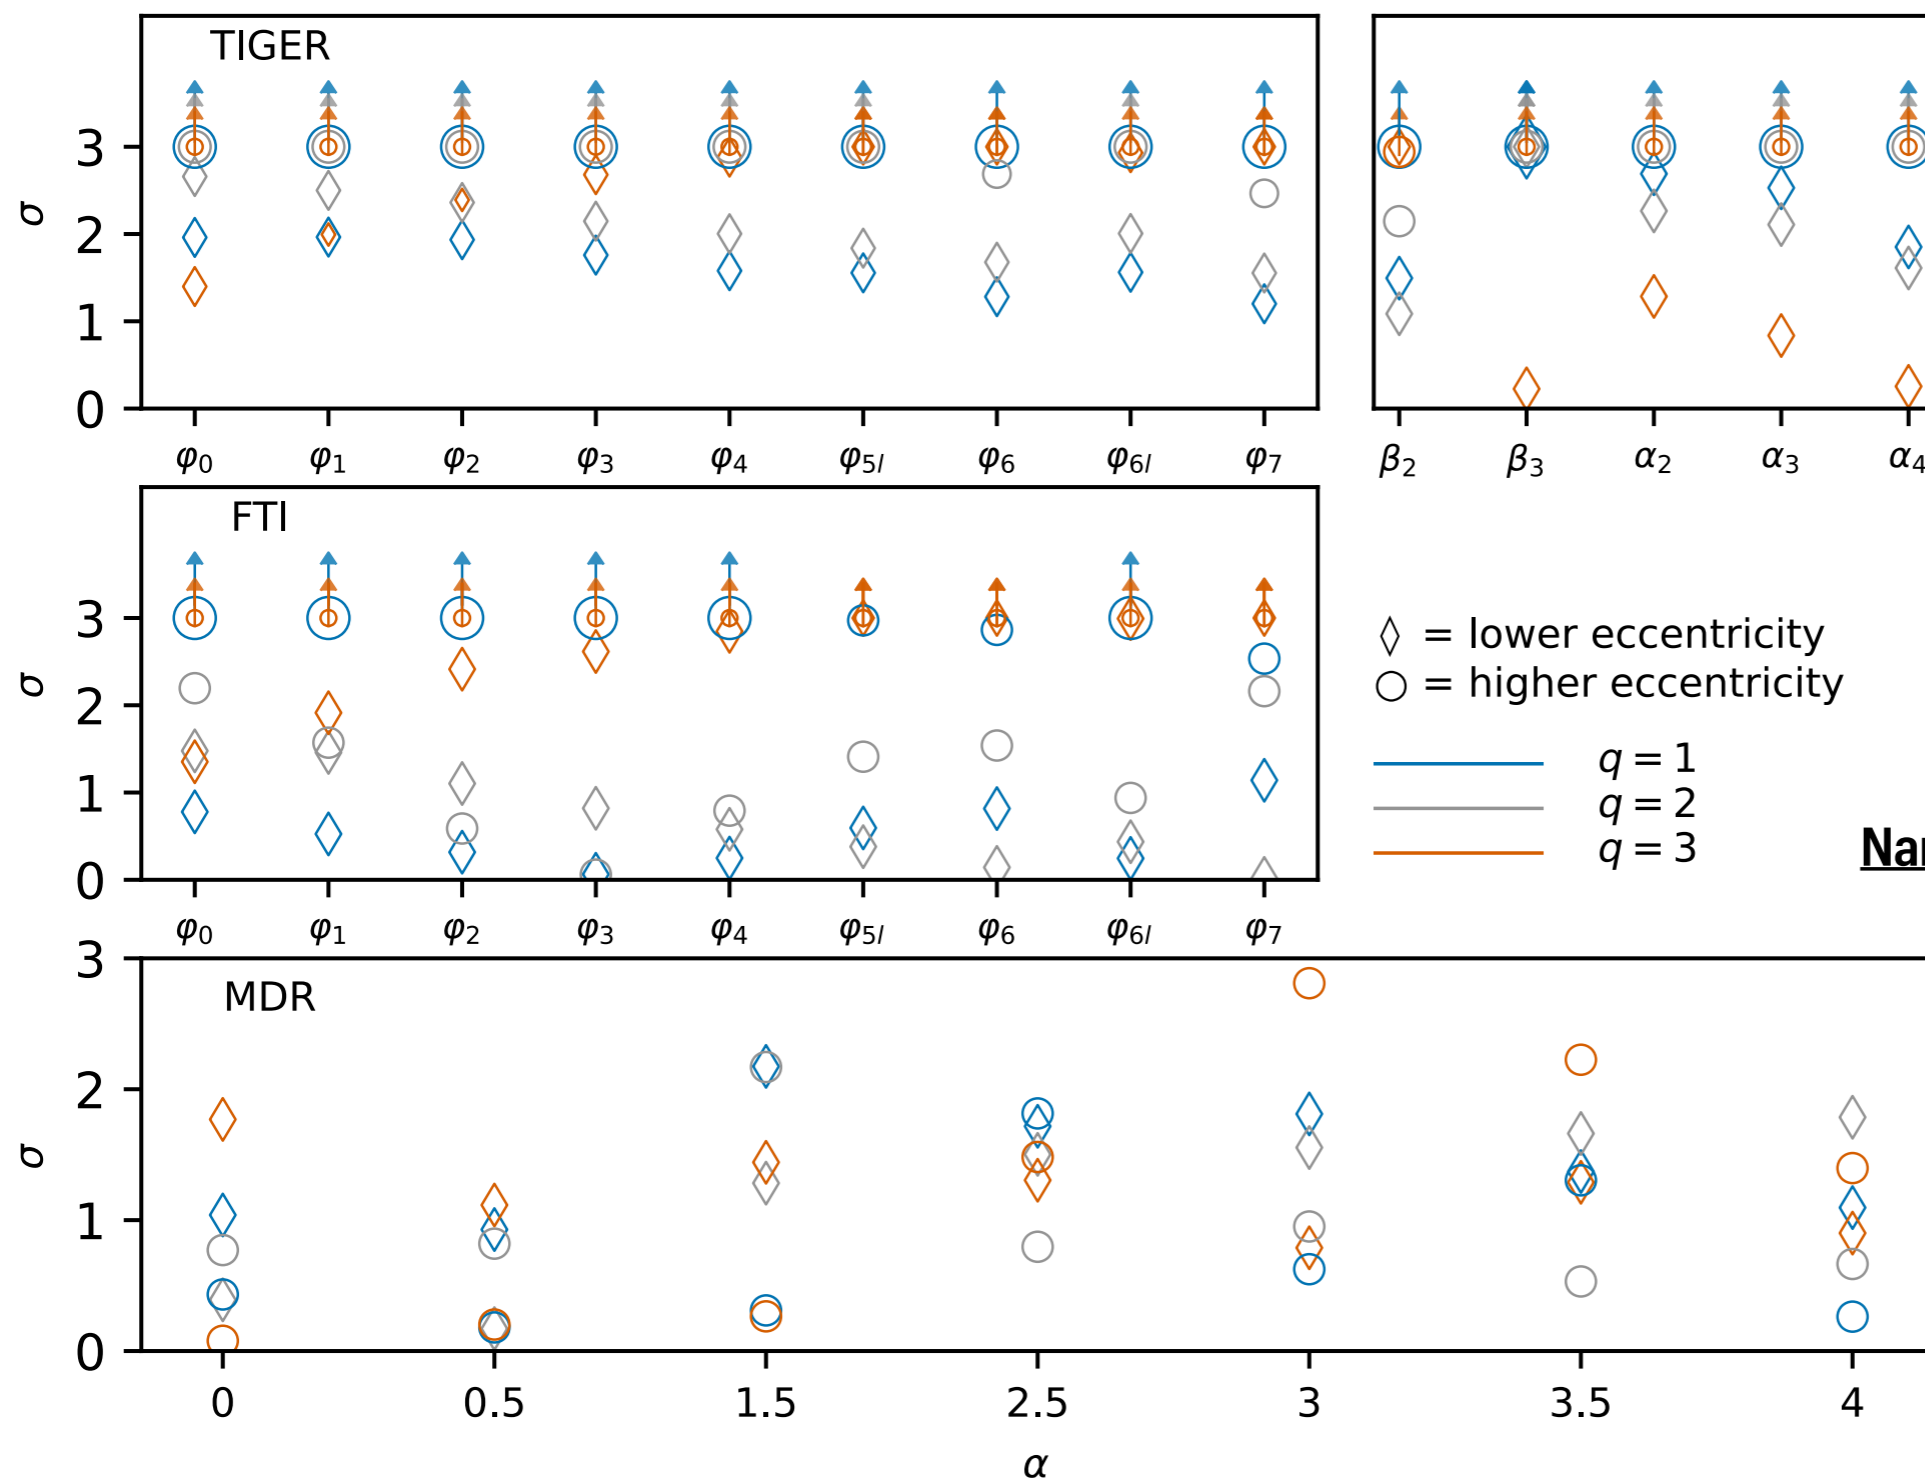 TIGER
σ
3
2
1
0
φ0 φ1 φ2 φ3 φ4 φ5l φ6 φ6l φ7
β2 β3 α2 α3 α4
FTI
σ
3
2
1
0
φ0 φ1 φ2 φ3 φ4 φ5l φ6 φ6l φ7
◊ = lower eccentricity
○ = higher eccentricity
q = 1
q = 2
q = 3
MDR
σ
3
2
1
0
0 0.5 1.5 2.5 3 3.5 4
α